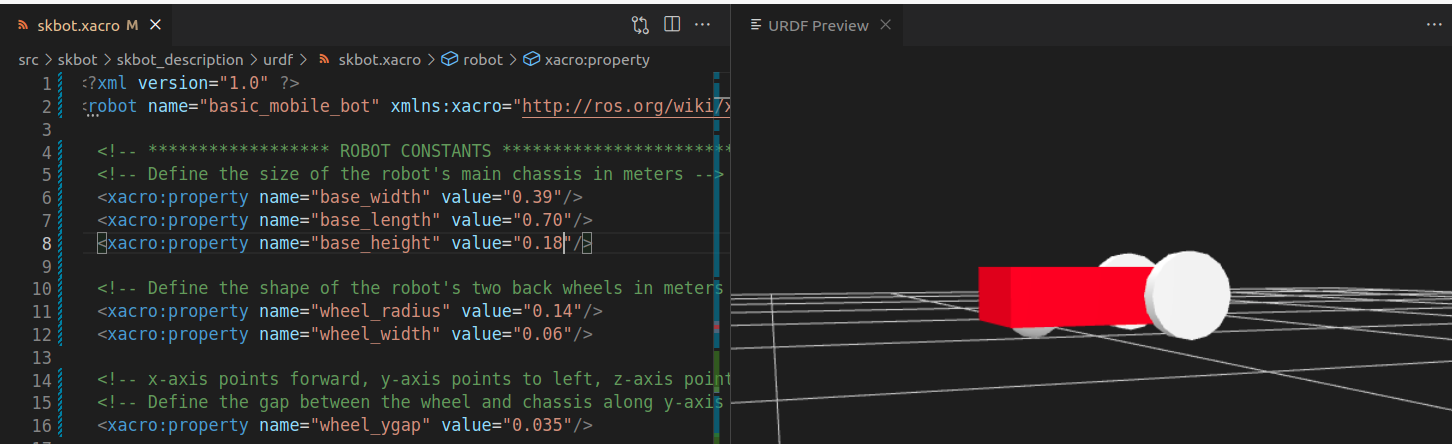 skbot.xacro M
URDF Preview
src > skbot > skbot_description > urdf > skbot.xacro > robot > xacro:property
1 <?xml version="1.0" ?>
2 <robot name="basic_mobile_bot" xmlns:xacro="http://ros.org/wiki/x
3
4 <!-- ****************** ROBOT CONSTANTS ***********************
5 <!-- Define the size of the robot's main chassis in meters -->
6 <xacro:property name="base_width" value="0.39"/>
7 <xacro:property name="base_length" value="0.70"/>
8 <xacro:property name="base_height" value="0.18"/>
9
10 <!-- Define the shape of the robot's two back wheels in meters
11 <xacro:property name="wheel_radius" value="0.14"/>
12 <xacro:property name="wheel_width" value="0.06"/>
13
14 <!-- x-axis points forward, y-axis points to left, z-axis point
15 <!-- Define the gap between the wheel and chassis along y-axis
16 <xacro:property name="wheel_ygap" value="0.035"/>